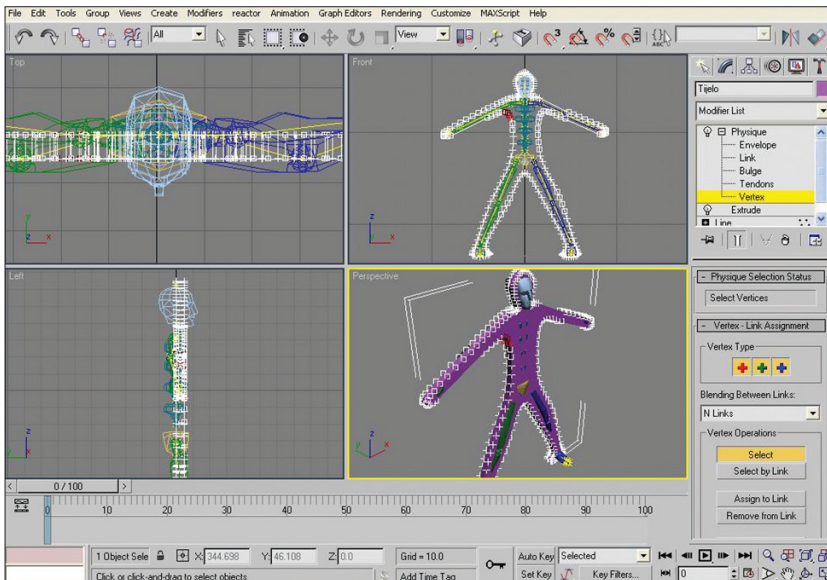 File Edit Tools Group Views Create Modifiers reactor Animation Graph Editors Rendering Customize MAXScript Help
All
View
3
%
ABC
Top
Front
Left
Perspective
y
z x
z
y x
z
y x
z
y x
Tijelo
Modifier List
Physique
Envelope
Link
Bulge
Tendons
Vertex
Extrude
Line
Physique Selection Status
Select Vertices
Vertex - Link Assignment
Vertex Type
Blending Between Links:
N Links
Vertex Operations
Select
Select by Link
Assign to Link
Remove from Link
< 0 / 100 >
0 10 20 30 40 50 60 70 80 90 100
1 Object Sele X: 344.698 Y: 46.108 Z: 0.0 Grid = 10.0 Auto Key Selected
Click or click-and-drag to select objects Add Time Tag Set Key Key Filters... 0